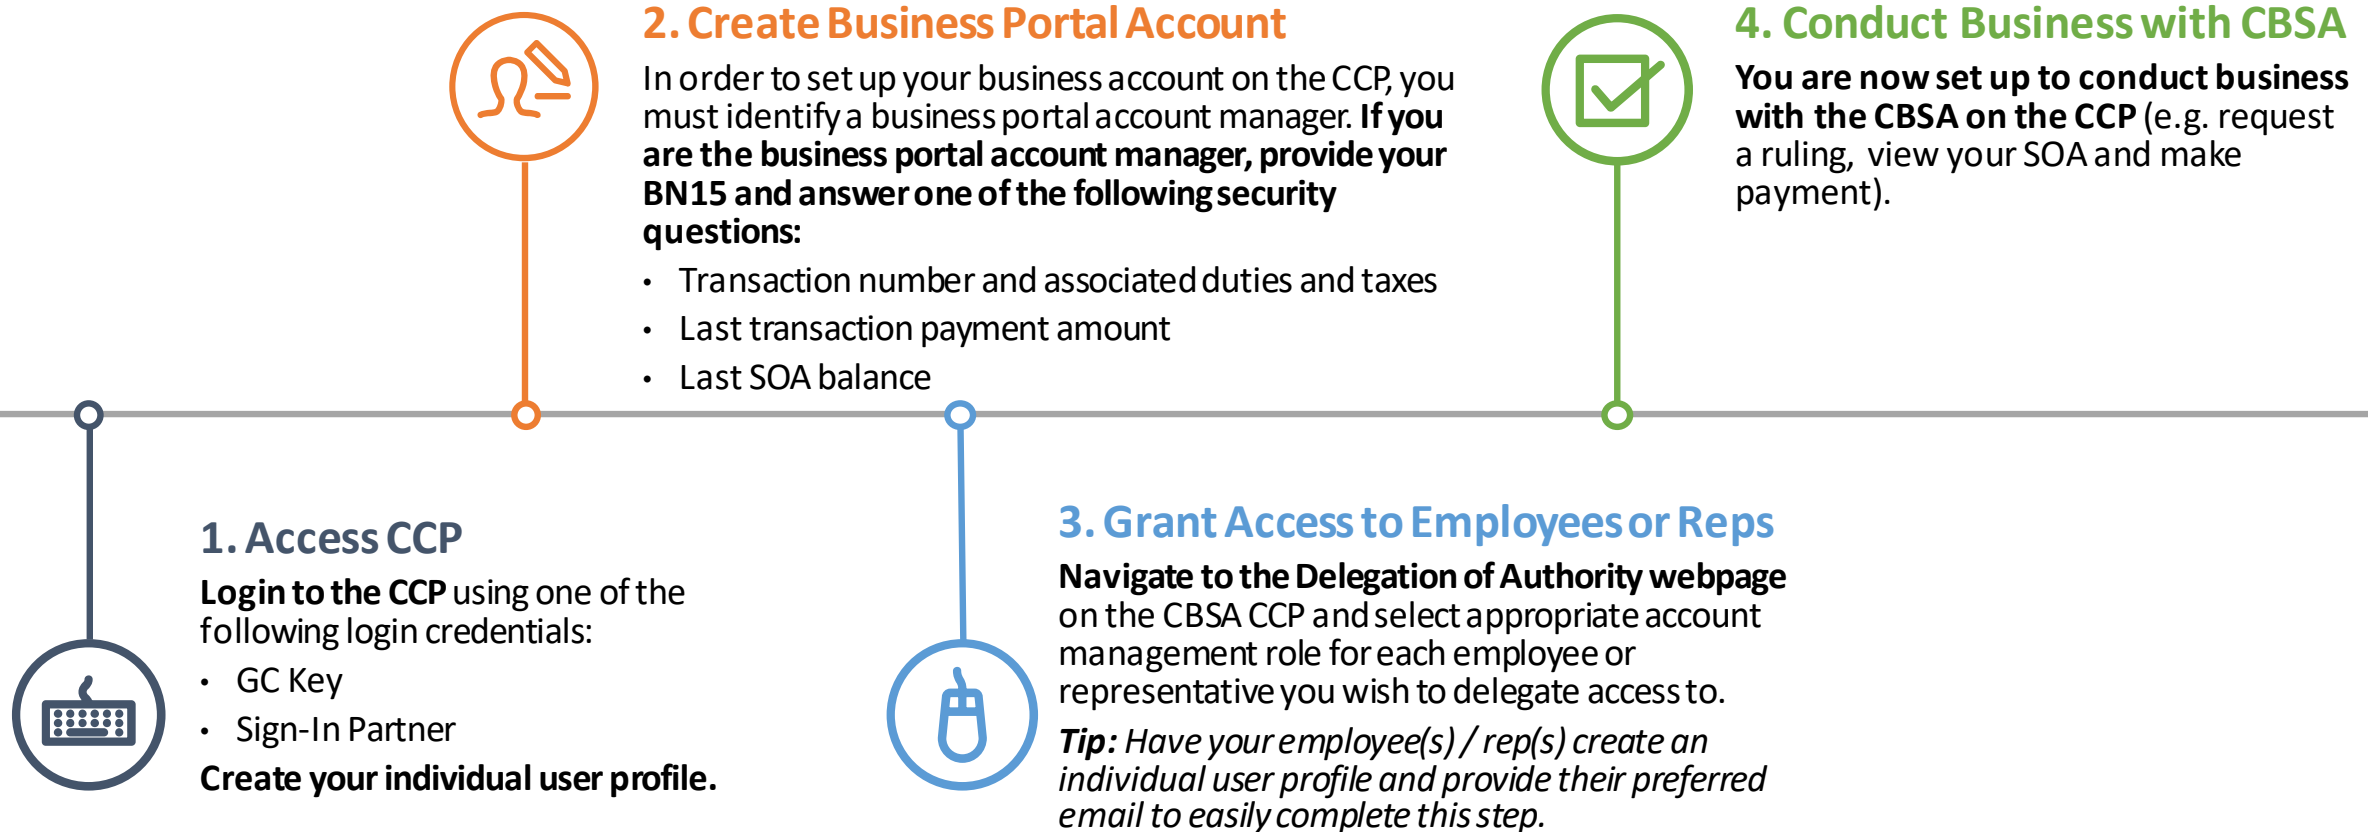 1. Access CCP
Login to the CCP using one of the
following login credentials:
• GC Key
• Sign-In Partner
Create your individual user profile.
2. Create Business Portal Account
In order to set up your business account on the CCP, you
must identify a business portal account manager. If you
are the business portal account manager, provide your
BN15 and answer one of the following security
questions:
• Transaction number and associated duties and taxes
• Last transaction payment amount
• Last SOA balance
3. Grant Access to Employees or Reps
Navigate to the Delegation of Authority webpage
on the CBSA CCP and select appropriate account
management role for each employee or
representative you wish to delegate access to.
Tip: Have your employee(s) / rep(s) create an
individual user profile and provide their preferred
email to easily complete this step.
4. Conduct Business with CBSA
You are now set up to conduct business
with the CBSA on the CCP (e.g. request
a ruling, view your SOA and make
payment).